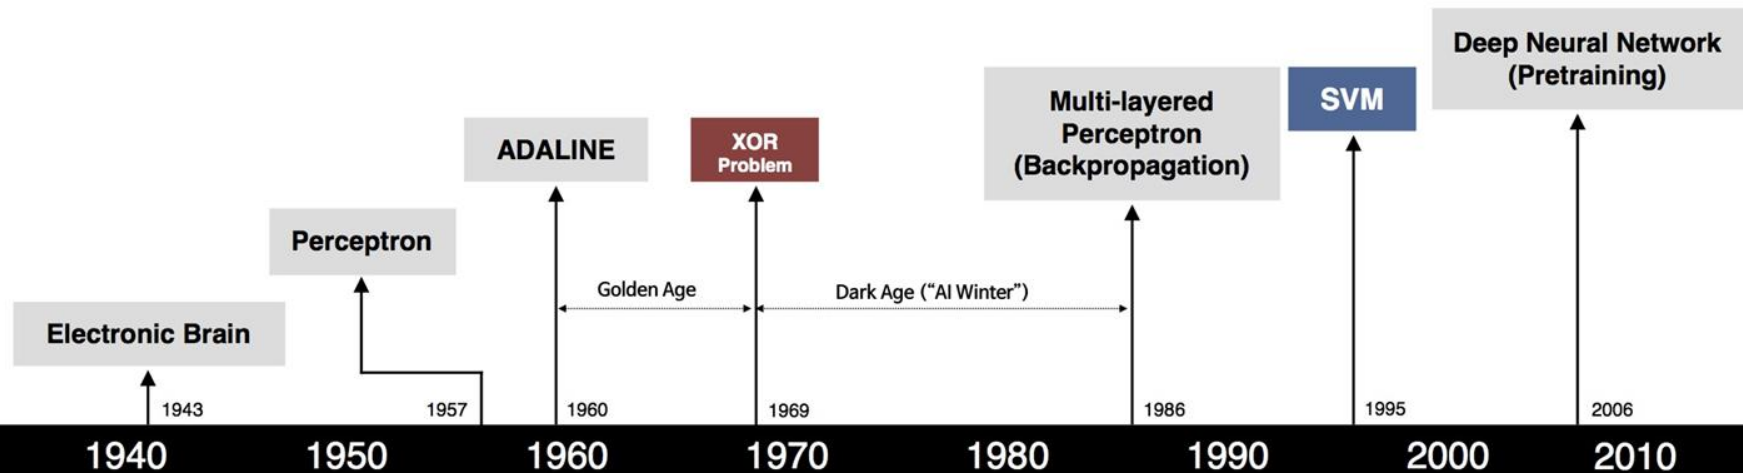 Deep Neural Network
(Pretraining)
Multi-layered
Perceptron
(Backpropagation)
SVM
ADALINE
XOR
Problem
Perceptron
Golden Age
Dark Age ("AI Winter")
Electronic Brain
1943
1957
1960
1969
1986
1995
2006
1940
1950
1960
1970
1980
1990
2000
2010